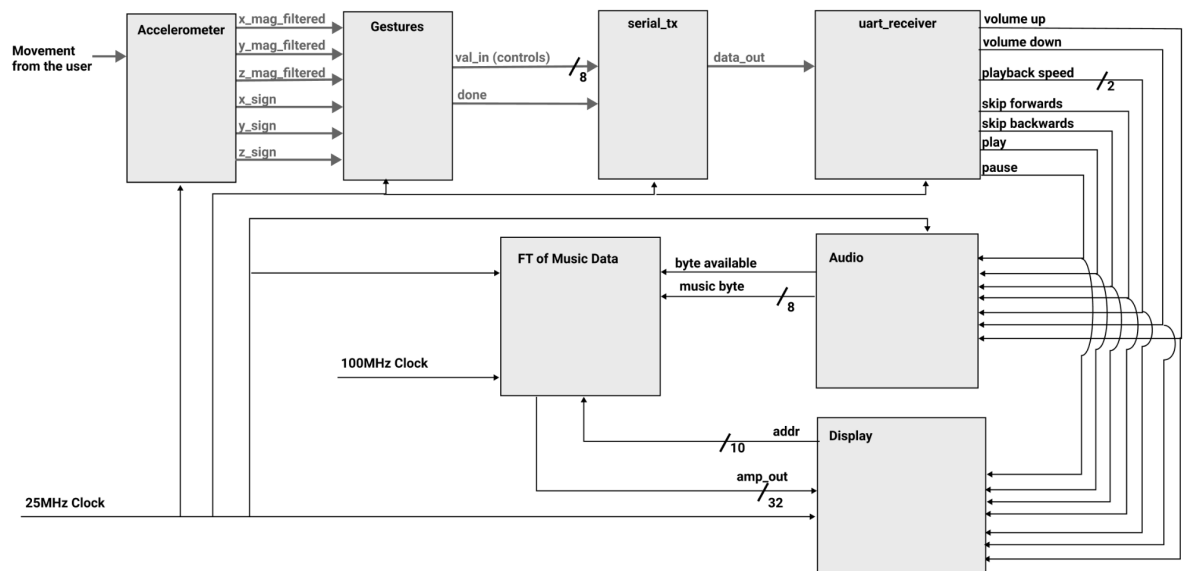 Accelerometer
x_mag_filtered
y_mag_filtered
z_mag_filtered
x_sign
y_sign
z_sign
Movement
from the user
Gestures
val_in (controls)
8
done
serial_tx
data_out
uart_receiver
volume up
volume down
playback speed
2
skip forwards
skip backwards
play
pause
FT of Music Data
byte available
music byte
8
Audio
100MHz Clock
addr
10
Display
amp_out
32
25MHz Clock